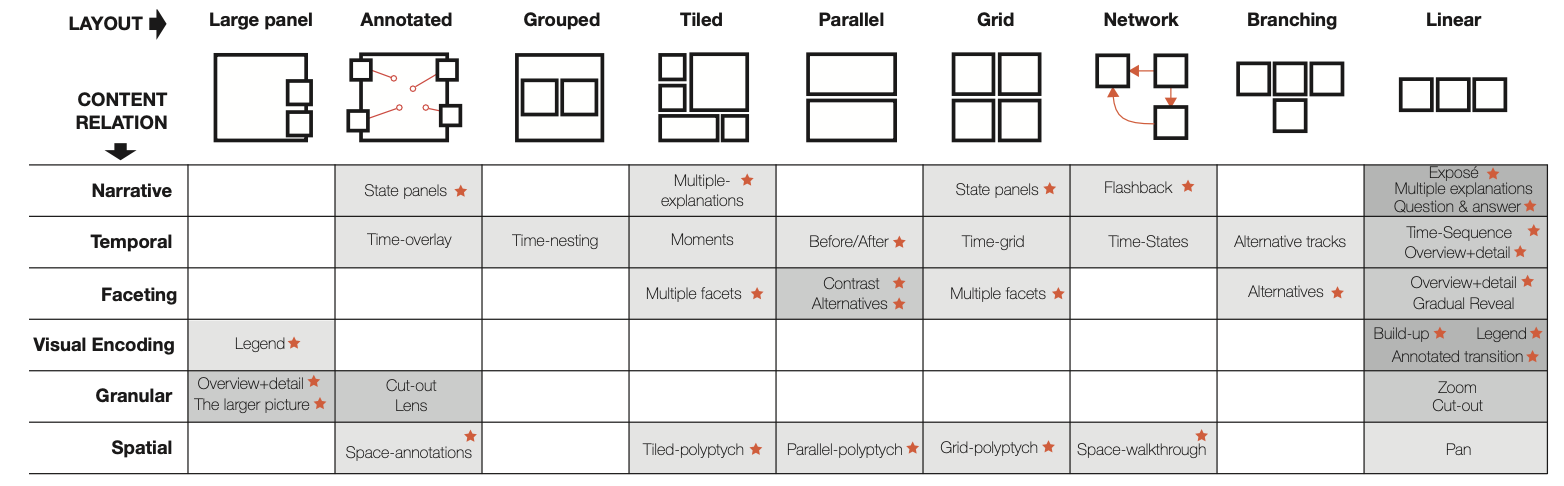 LAYOUT Large panel Annotated Grouped Tiled Parallel Grid Network Branching Linear
CONTENT
RELATION
Narrative
State panels
Multiple-
explanations
State panels
Flashback
Exposé
Multiple explanations
Question & answer
Temporal
Time-overlay
Time-nesting
Moments
Before/After
Time-grid
Time-States
Alternative tracks
Time-Sequence
Overview+detail
Faceting
Multiple facets
Contrast
Alternatives
Multiple facets
Alternatives
Overview+detail
Gradual Reveal
Visual Encoding
Legend
Build-up Legend
Annotated transition
Granular
Overview+detail
The larger picture
Cut-out
Lens
Zoom
Cut-out
Spatial
Space-annotations
Tiled-polyptych
Parallel-polyptych
Grid-polyptych
Space-walkthrough
Pan